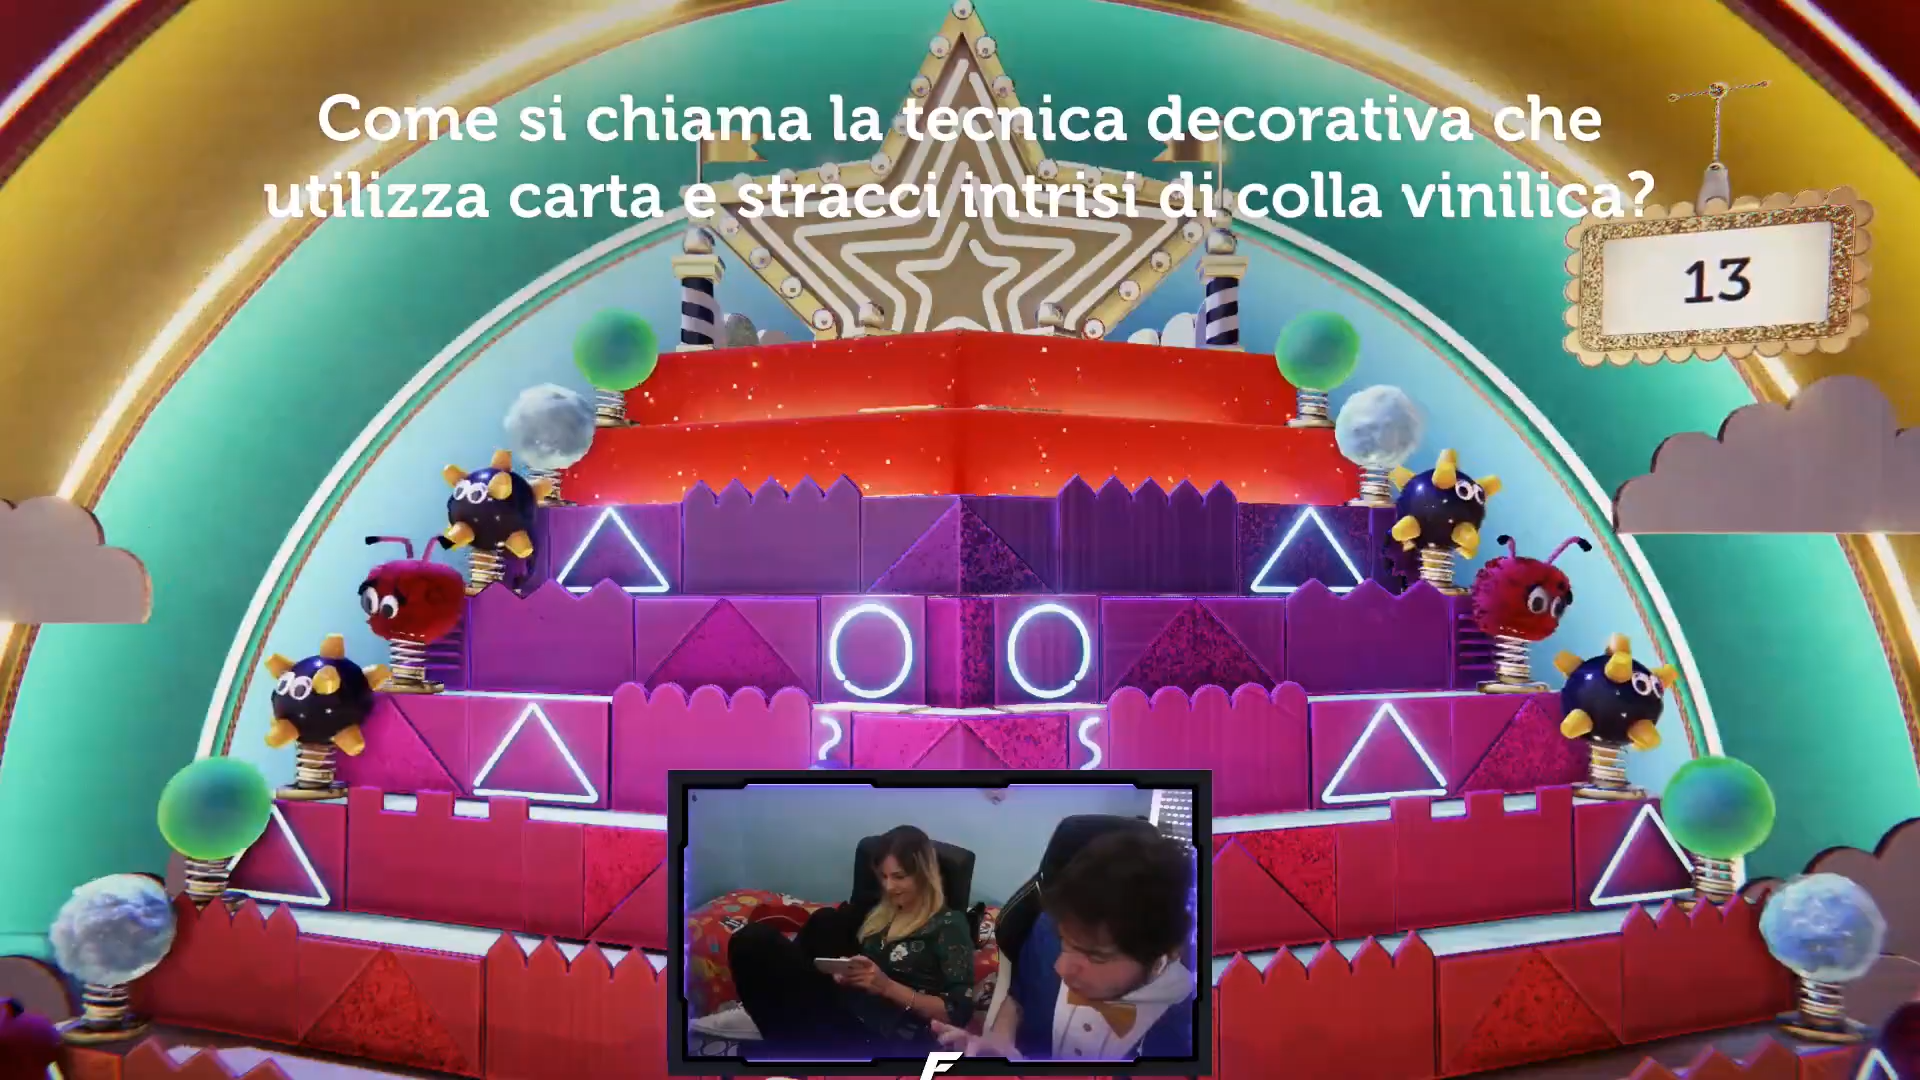 Come si chiama la tecnica decorativa che
utilizza carta e stracci intrisi di colla vinilica?
13